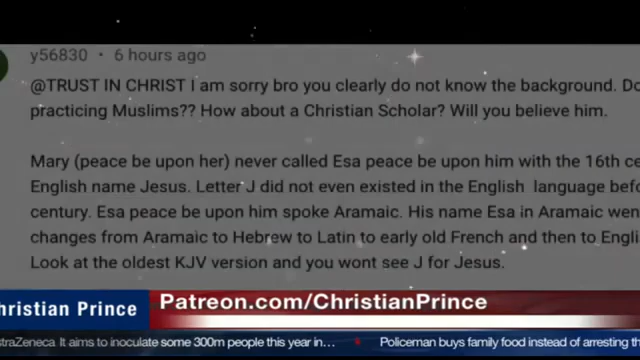 y56830 · 6 hours ago
@TRUST IN CHRIST I am sorry bro you clearly do not know the background. Do
practicing Muslims?? How about a Christian Scholar? Will you believe him.
Mary (peace be upon her) never called Esa peace be upon him with the 16th ce
English name Jesus. Letter J did not even existed in the English language befo
century. Esa peace be upon him spoke Aramaic. His name Esa in Aramaic wen
changes from Aramaic to Hebrew to Latin to early old French and then to Engli
Look at the oldest KJV version and you wont see J for Jesus.
hristian Prince
Patreon.com/ChristianPrince
straZeneca It aims to inoculate some 300m people this year in... Policeman buys family food instead of arresting th